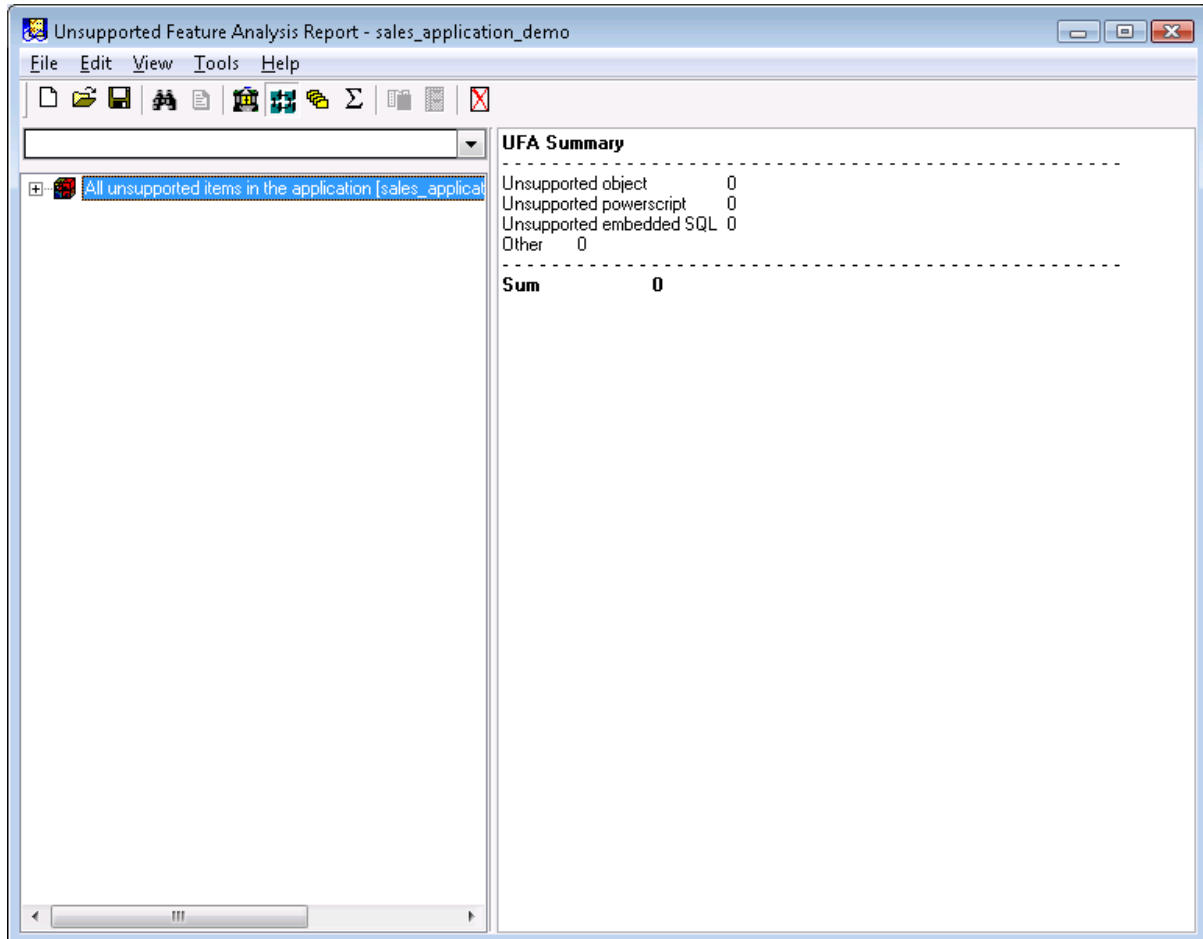 Unsupported Feature Analysis Report - sales_application_demo
File Edit View Tools Help
All unsupported items in the application [sales_applicat
UFA Summary
- - - - - - - - - - - - - - - - - - - - - - - - - - - - - - - - - - - - - - - - - - - - - - - - - -
Unsupported object 0
Unsupported powerscript 0
Unsupported embedded SQL 0
Other 0
- - - - - - - - - - - - - - - - - - - - - - - - - - - - - - - - - - - - - - - - - - - - - - - - - -
Sum 0